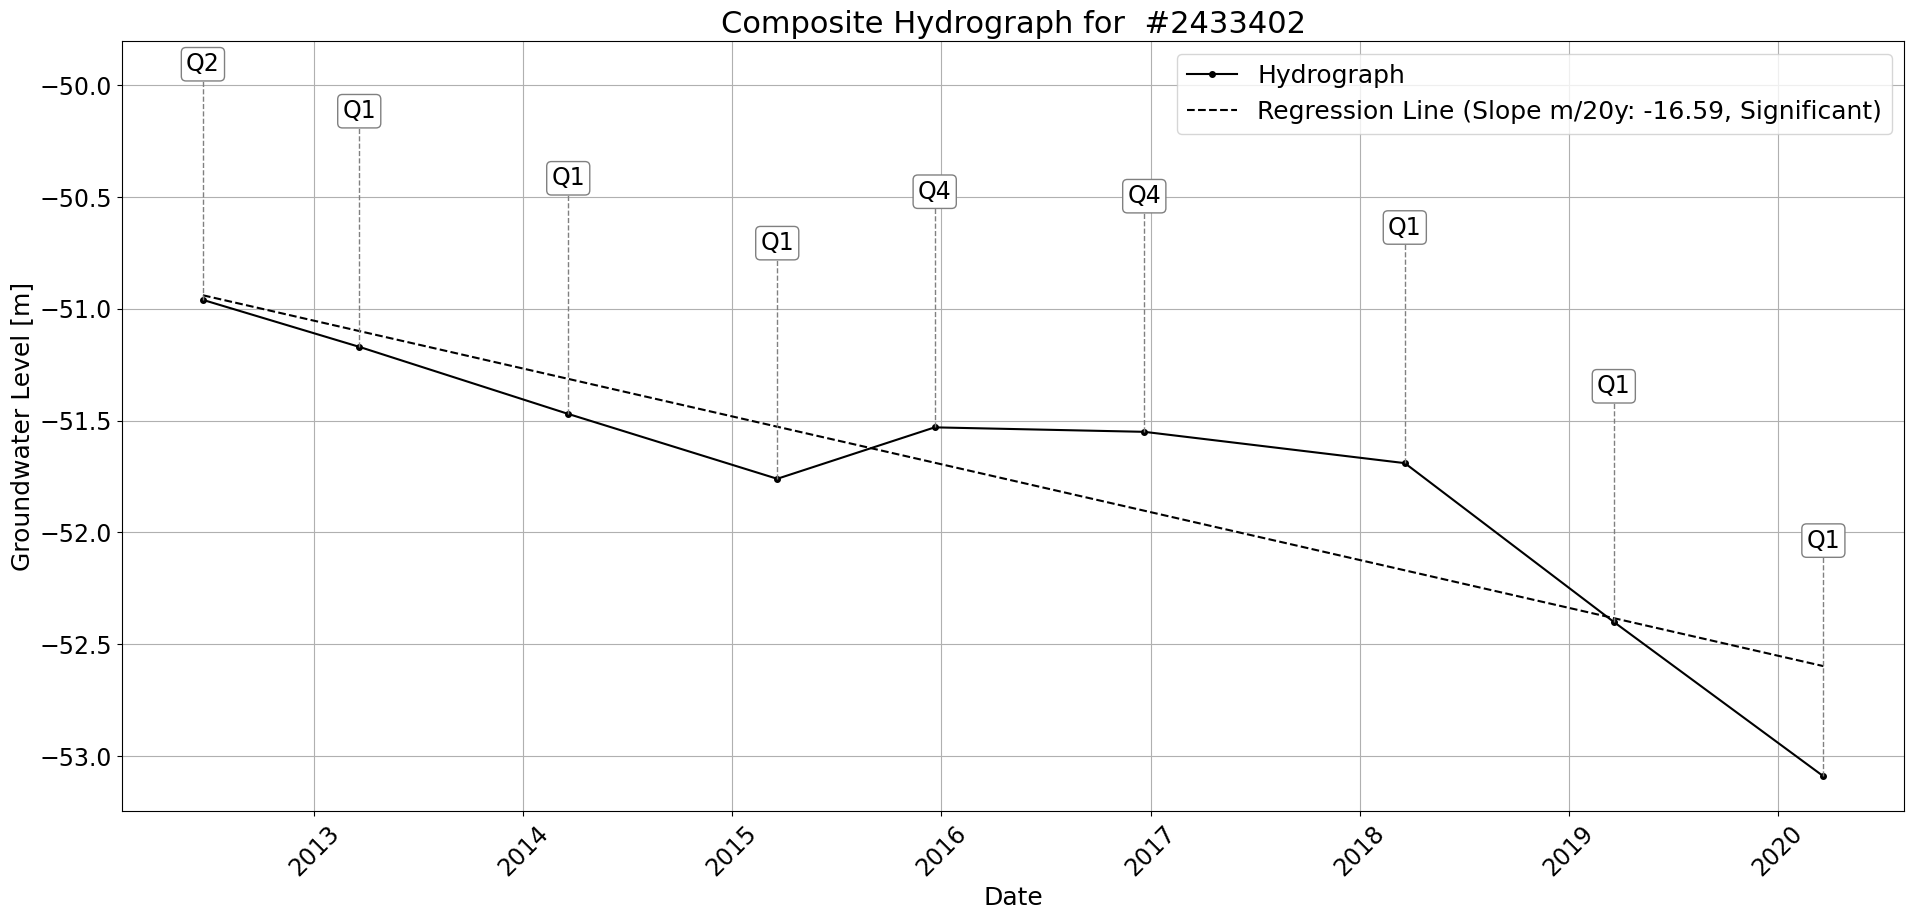 Composite Hydrograph for  #2433402
Hydrograph
Regression Line (Slope m/20y: -16.59, Significant)
Q2
Q1
Q1
Q1
Q4
Q4
Q1
Q1
Q1
Groundwater Level [m]
−50.0
−50.5
−51.0
−51.5
−52.0
−52.5
−53.0
2013
2014
2015
2016
2017
2018
2019
2020
Date